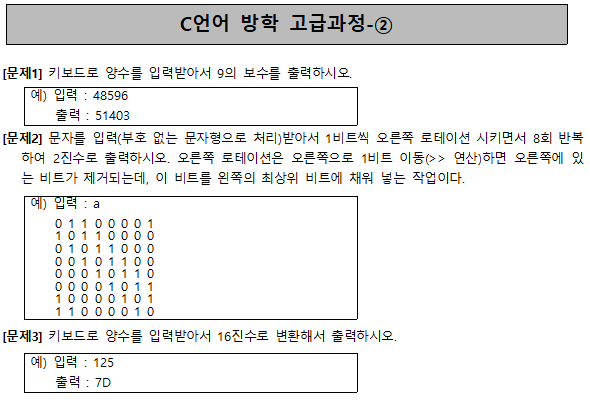 C언어 방학 고급과정-②
[문제1] 키보드로 양수를 입력받아서 9의 보수를 출력하시오.
예) 입력 : 48596
출력 : 51403
[문제2] 문자를 입력(부호 없는 문자형으로 처리)받아서 1비트씩 오른쪽 로테이션 시키면서 8회 반복
하여 2진수로 출력하시오. 오른쪽 로테이션은 오른쪽으로 1비트 이동(>> 연산)하면 오른쪽에 있
는 비트가 제거되는데, 이 비트를 왼쪽의 최상위 비트에 채워 넣는 작업이다.
예) 입력 : a
0 1 1 0 0 0 0 1
1 0 1 1 0 0 0 0
0 1 0 1 1 0 0 0
0 0 1 0 1 1 0 0
0 0 0 1 0 1 1 0
0 0 0 0 1 0 1 1
1 0 0 0 0 1 0 1
1 1 0 0 0 0 1 0
[문제3] 키보드로 양수를 입력받아서 16진수로 변환해서 출력하시오.
예) 입력 : 125
출력 : 7D